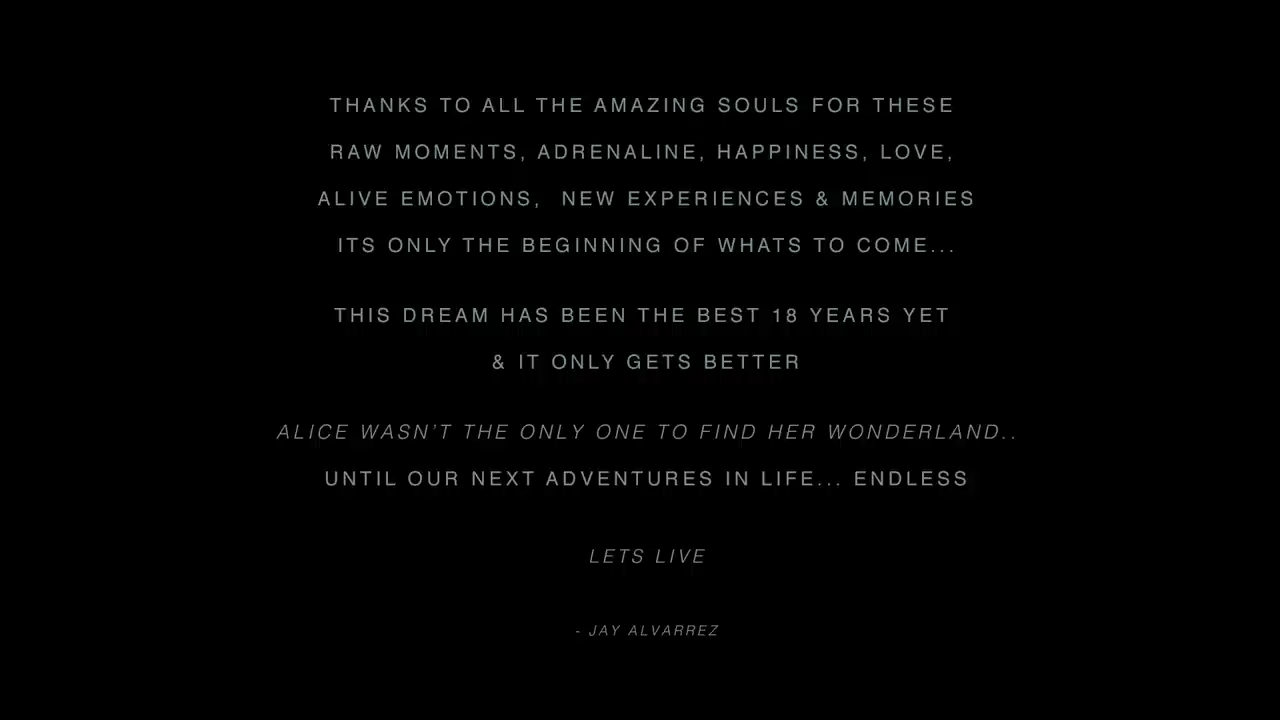 THANKS TO ALL THE AMAZING SOULS FOR THESE
RAW MOMENTS, ADRENALINE, HAPPINESS, LOVE,
ALIVE EMOTIONS,  NEW EXPERIENCES & MEMORIES
ITS ONLY THE BEGINNING OF WHATS TO COME...
THIS DREAM HAS BEEN THE BEST 18 YEARS YET
& IT ONLY GETS BETTER
ALICE WASN'T THE ONLY ONE TO FIND HER WONDERLAND..
UNTIL OUR NEXT ADVENTURES IN LIFE... ENDLESS
LETS LIVE
- JAY ALVARREZ